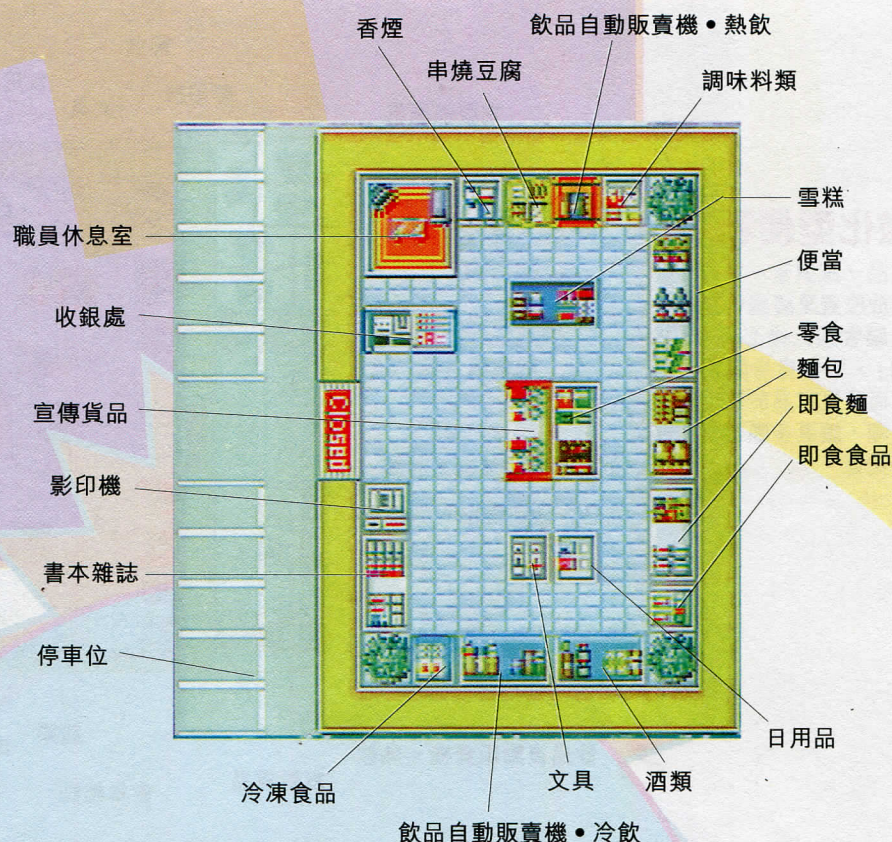 香煙
飲品自動販賣機•熱飲
串燒豆腐
調味料類
雪糕
職員休息室
便當
收銀處
零食
麵包
宣傳貨品
Closed
即食麵
即食食品
影印機
書本雜誌
停車位
日用品
文具
酒類
冷凍食品
飲品自動販賣機•冷飲